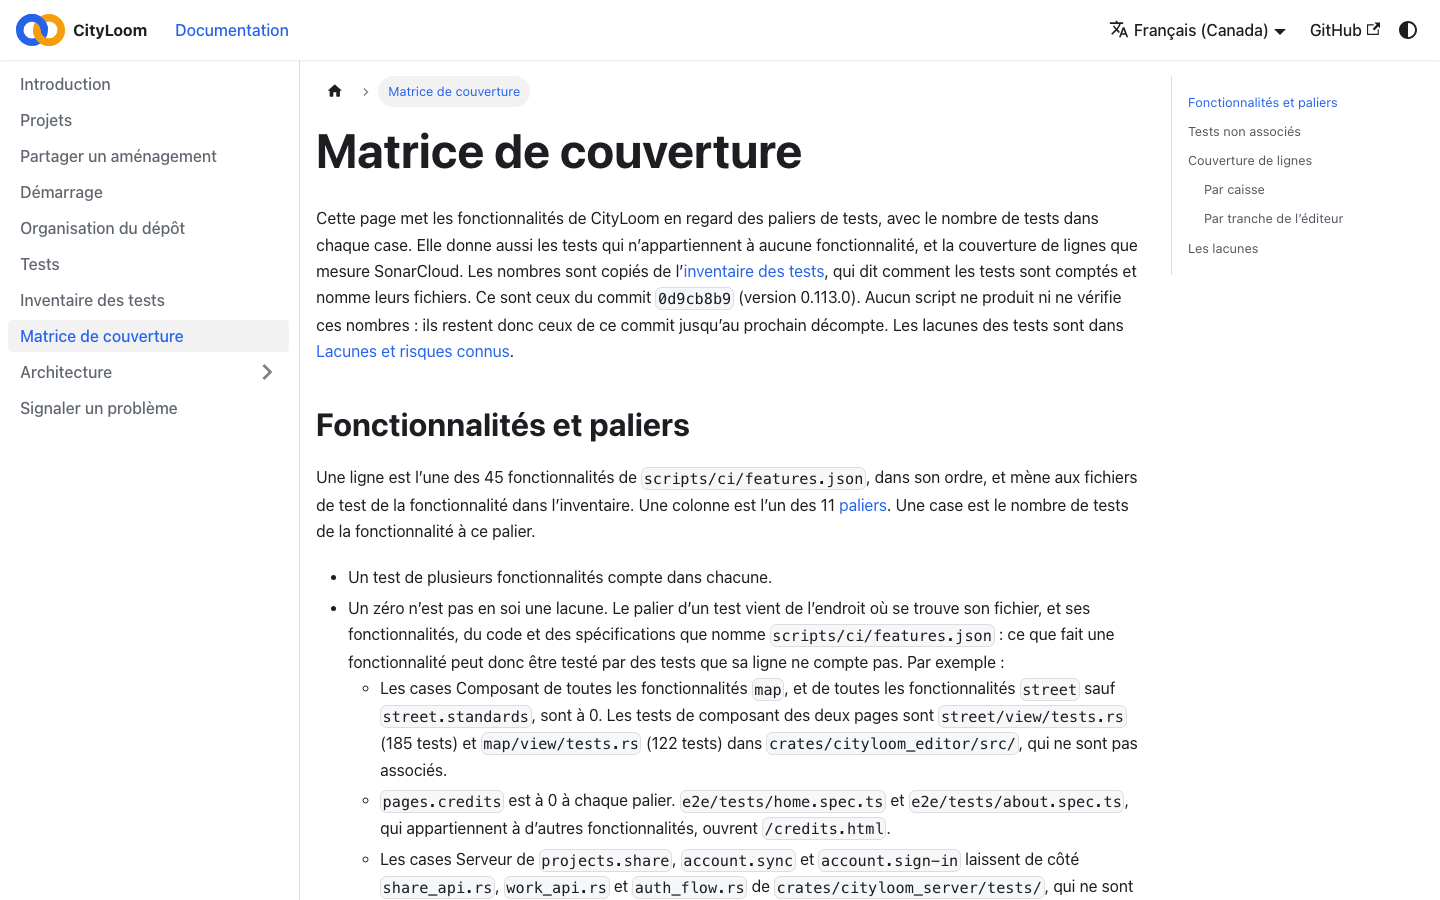 CityLoom
Documentation
Français (Canada)
GitHub
Introduction
Projets
Partager un aménagement
Démarrage
Organisation du dépôt
Tests
Inventaire des tests
Matrice de couverture
Architecture
Signaler un problème
Matrice de couverture
Matrice de couverture
Cette page met les fonctionnalités de CityLoom en regard des paliers de tests, avec le nombre de tests dans
chaque case. Elle donne aussi les tests qui n’appartiennent à aucune fonctionnalité, et la couverture de lignes que
mesure SonarCloud. Les nombres sont copiés de l’inventaire des tests, qui dit comment les tests sont comptés et
nomme leurs fichiers. Ce sont ceux du commit 0d9cb8b9 (version 0.113.0). Aucun script ne produit ni ne vérifie
ces nombres : ils restent donc ceux de ce commit jusqu’au prochain décompte. Les lacunes des tests sont dans
Lacunes et risques connus.
Fonctionnalités et paliers
Une ligne est l’une des 45 fonctionnalités de scripts/ci/features.json, dans son ordre, et mène aux fichiers
de test de la fonctionnalité dans l’inventaire. Une colonne est l’un des 11 paliers. Une case est le nombre de tests
de la fonctionnalité à ce palier.
Un test de plusieurs fonctionnalités compte dans chacune.
Un zéro n’est pas en soi une lacune. Le palier d’un test vient de l’endroit où se trouve son fichier, et ses
fonctionnalités, du code et des spécifications que nomme scripts/ci/features.json : ce que fait une
fonctionnalité peut donc être testé par des tests que sa ligne ne compte pas. Par exemple :
Les cases Composant de toutes les fonctionnalités map, et de toutes les fonctionnalités street sauf
street.standards, sont à 0. Les tests de composant des deux pages sont street/view/tests.rs
(185 tests) et map/view/tests.rs (122 tests) dans crates/cityloom_editor/src/, qui ne sont pas
associés.
pages.credits est à 0 à chaque palier. e2e/tests/home.spec.ts et e2e/tests/about.spec.ts,
qui appartiennent à d’autres fonctionnalités, ouvrent /credits.html.
Les cases Serveur de projects.share, account.sync et account.sign-in laissent de côté
share_api.rs, work_api.rs et auth_flow.rs de crates/cityloom_server/tests/, qui ne sont
Fonctionnalités et paliers
Tests non associés
Couverture de lignes
Par caisse
Par tranche de l’éditeur
Les lacunes